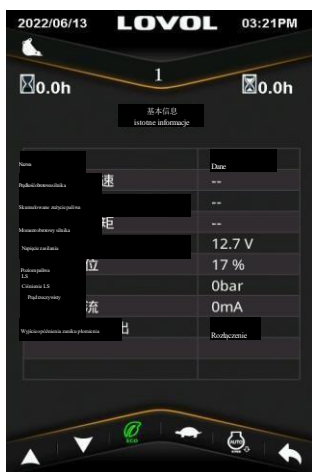 2022/06/13 LOVOL 03:21PM
1
0.0h 0.0h
基本信息
istotne informacje
Nazwa Dane
Prędkość obrotowa silnika 速 --
Skumulowane zużycie paliwa --
Moment obrotowy silnika 矩 --
Napięcie zasilania 12.7 V
Poziom paliwa 位 17 %
LS
Ciśnienie LS 0bar
Prąd rzeczywisty 流 0mA
Wyjście opóźnienia zaniku płomienia 出 Rozłączenie
ECO AUTO